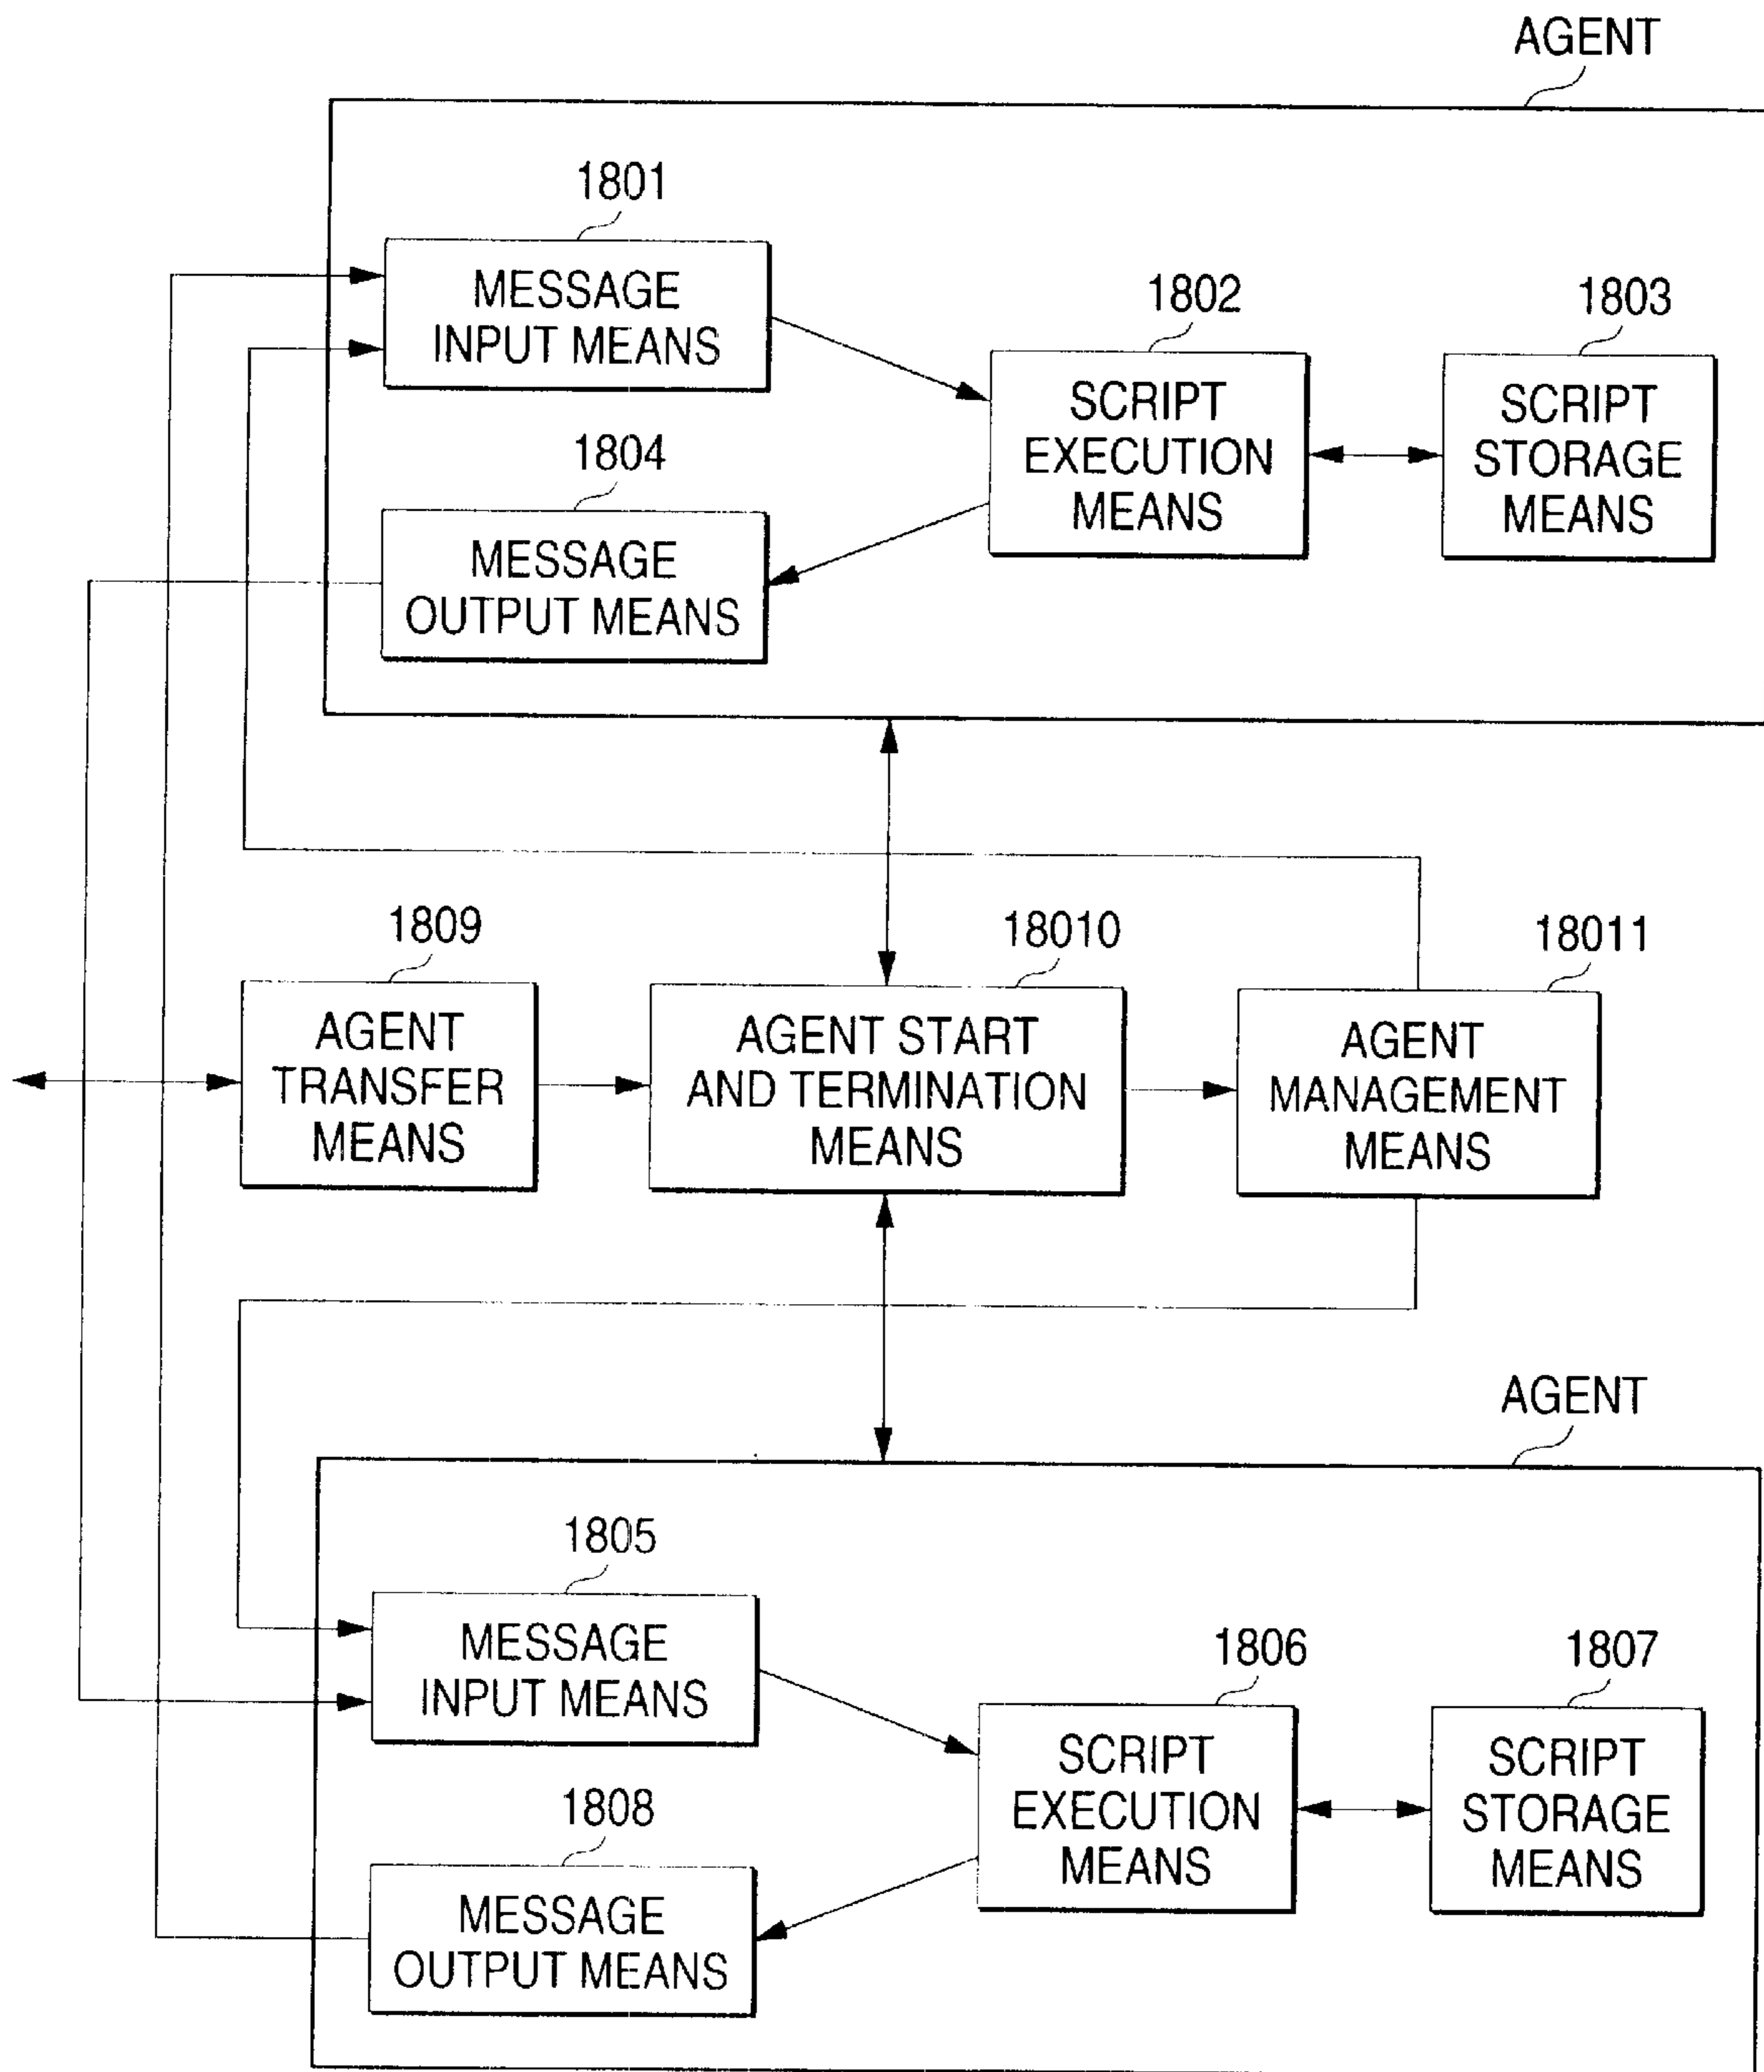 AGENT
1801
MESSAGE
INPUT MEANS
1802
SCRIPT
EXECUTION
MEANS
1803
SCRIPT
STORAGE
MEANS
1804
MESSAGE
OUTPUT MEANS
1809
AGENT
TRANSFER
MEANS
18010
AGENT START
AND TERMINATION
MEANS
18011
AGENT
MANAGEMENT
MEANS
AGENT
1805
MESSAGE
INPUT MEANS
1806
SCRIPT
EXECUTION
MEANS
1807
SCRIPT
STORAGE
MEANS
1808
MESSAGE
OUTPUT MEANS